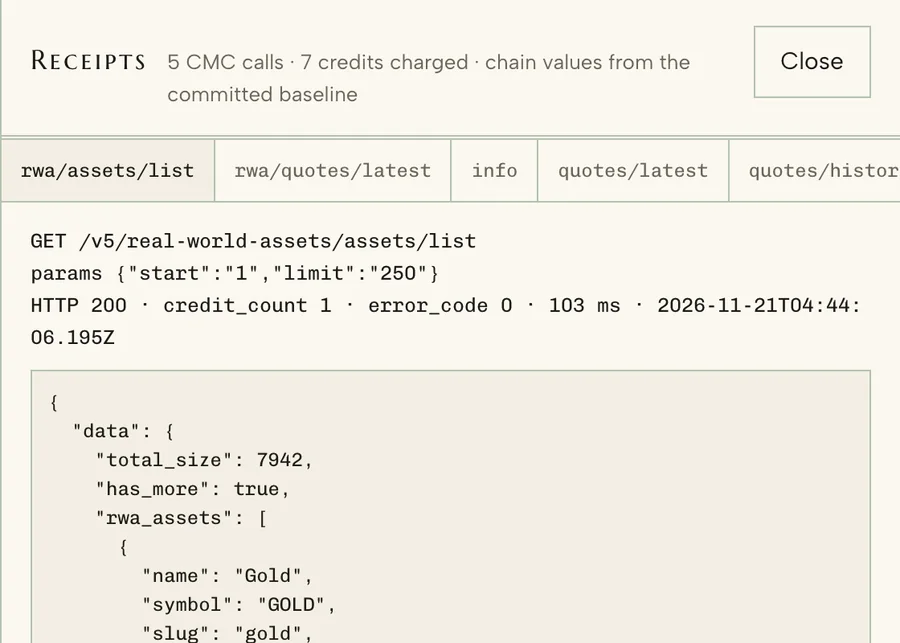 Receipts 5 CMC calls · 7 credits charged · chain values from the
committed baseline
Close
rwa/assets/list rwa/quotes/latest info quotes/latest quotes/histor
GET /v5/real-world-assets/assets/list
params {"start":"1","limit":"250"}
HTTP 200 · credit_count 1 · error_code 0 · 103 ms · 2026-11-21T04:44:
06.195Z
{
"data": {
"total_size": 7942,
"has_more": true,
"rwa_assets": [
{
"name": "Gold",
"symbol": "GOLD",
"slug": "gold",